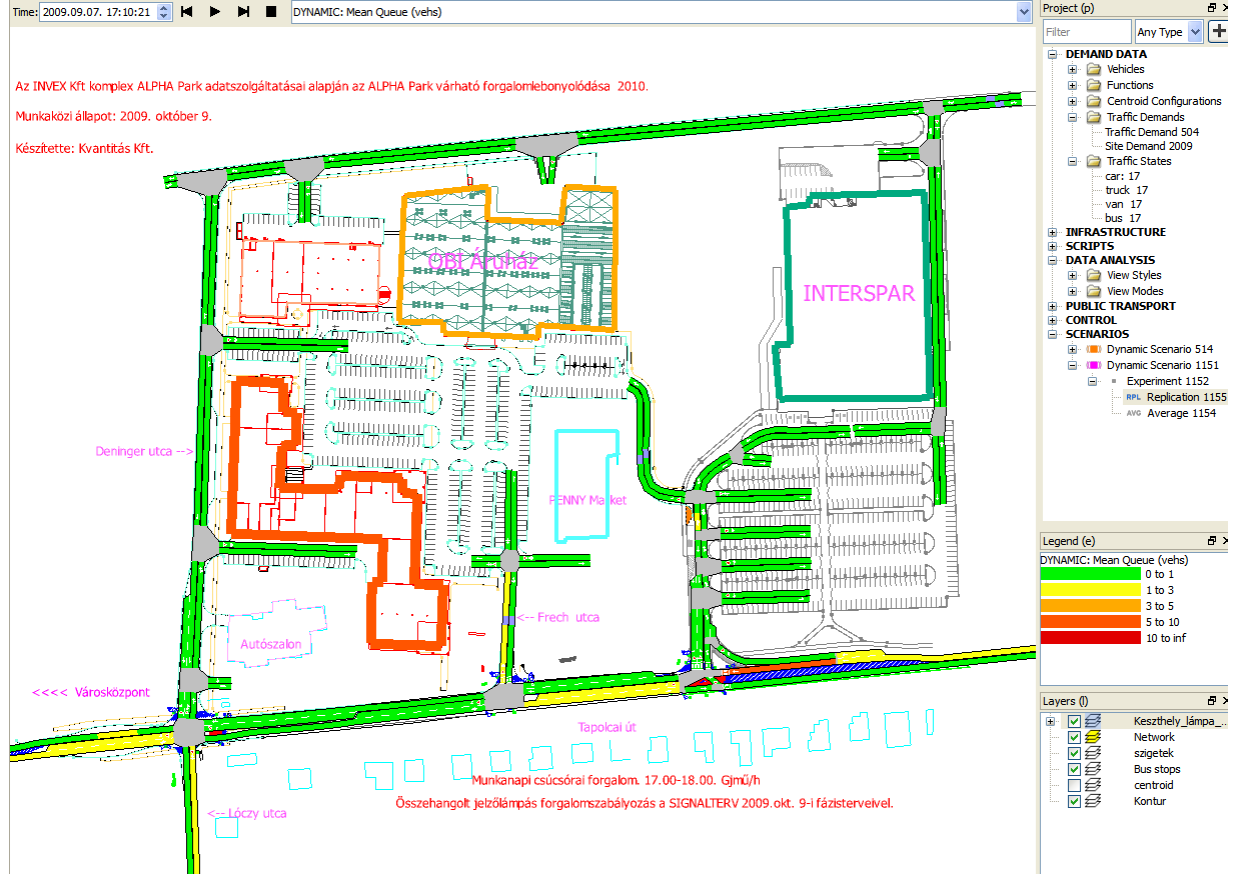 Time: 2009.09.07. 17:10:21
DYNAMIC: Mean Queue (vehs)
Az INVEX Kft komplex ALPHA Park adatszolgáltatásai alapján az ALPHA Park várható forgalomlebonyolódása 2010.
Munkaközi állapot: 2009. október 9.
Készítette: Kvantitás Kft.
OBI Áruház
INTERSPAR
Deninger utca -->
PENNY Market
<-- Frech utca
Autószalon
<<<< Városközpont
Tapolcai út
Munkanapi csúcsórai forgalom. 17.00-18.00. Gjmű/h
Összehangolt jelzőlámpás forgalomszabályozás a SIGNALTERV 2009.okt. 9-i fázisterveivel.
<-- Lóczy utca
Project (p)
Filter
Any Type
DEMAND DATA
Vehicles
Functions
Centroid Configurations
Traffic Demands
Traffic Demand 504
Site Demand 2009
Traffic States
car: 17
truck 17
van 17
bus 17
INFRASTRUCTURE
SCRIPTS
DATA ANALYSIS
View Styles
View Modes
PUBLIC TRANSPORT
CONTROL
SCENARIOS
Dynamic Scenario 514
Dynamic Scenario 1151
Experiment 1152
RPL Replication 1155
AVG Average 1154
Legend (e)
DYNAMIC: Mean Queue (vehs)
0 to 1
1 to 3
3 to 5
5 to 10
10 to inf
Layers (l)
Keszthely_lámpa_...
Network
szigetek
Bus stops
centroid
Kontur